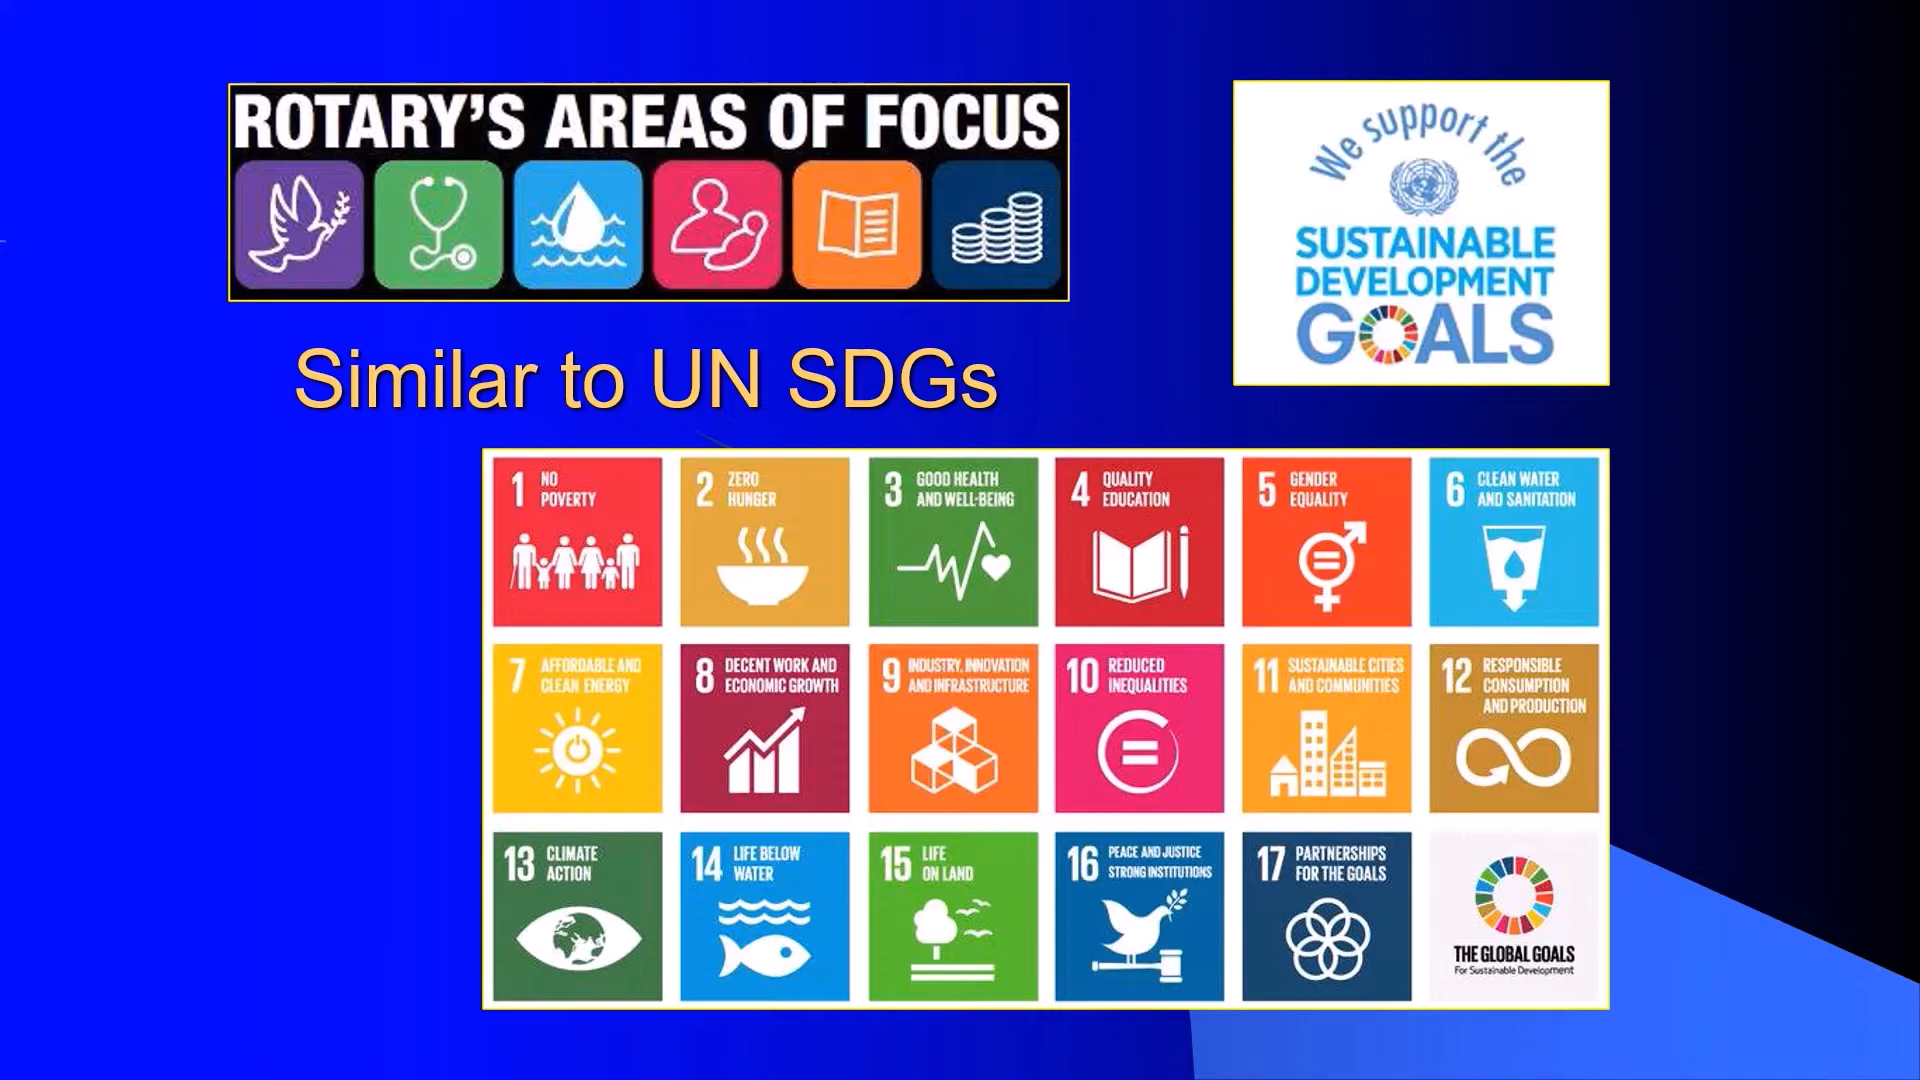 ROTARY'S AREAS OF FOCUS
We support the
SUSTAINABLE
DEVELOPMENT
GOALS
Similar to UN SDGs
1 NO
POVERTY
2 ZERO
HUNGER
3 GOOD HEALTH
AND WELL-BEING
4 QUALITY
EDUCATION
5 GENDER
EQUALITY
6 CLEAN WATER
AND SANITATION
7 AFFORDABLE AND
CLEAN ENERGY
8 DECENT WORK AND
ECONOMIC GROWTH
9 INDUSTRY, INNOVATION
AND INFRASTRUCTURE
10 REDUCED
INEQUALITIES
11 SUSTAINABLE CITIES
AND COMMUNITIES
12 RESPONSIBLE
CONSUMPTION
AND PRODUCTION
13 CLIMATE
ACTION
14 LIFE BELOW
WATER
15 LIFE
ON LAND
16 PEACE AND JUSTICE
STRONG INSTITUTIONS
17 PARTNERSHIPS
FOR THE GOALS
THE GLOBAL GOALS
For Sustainable Development